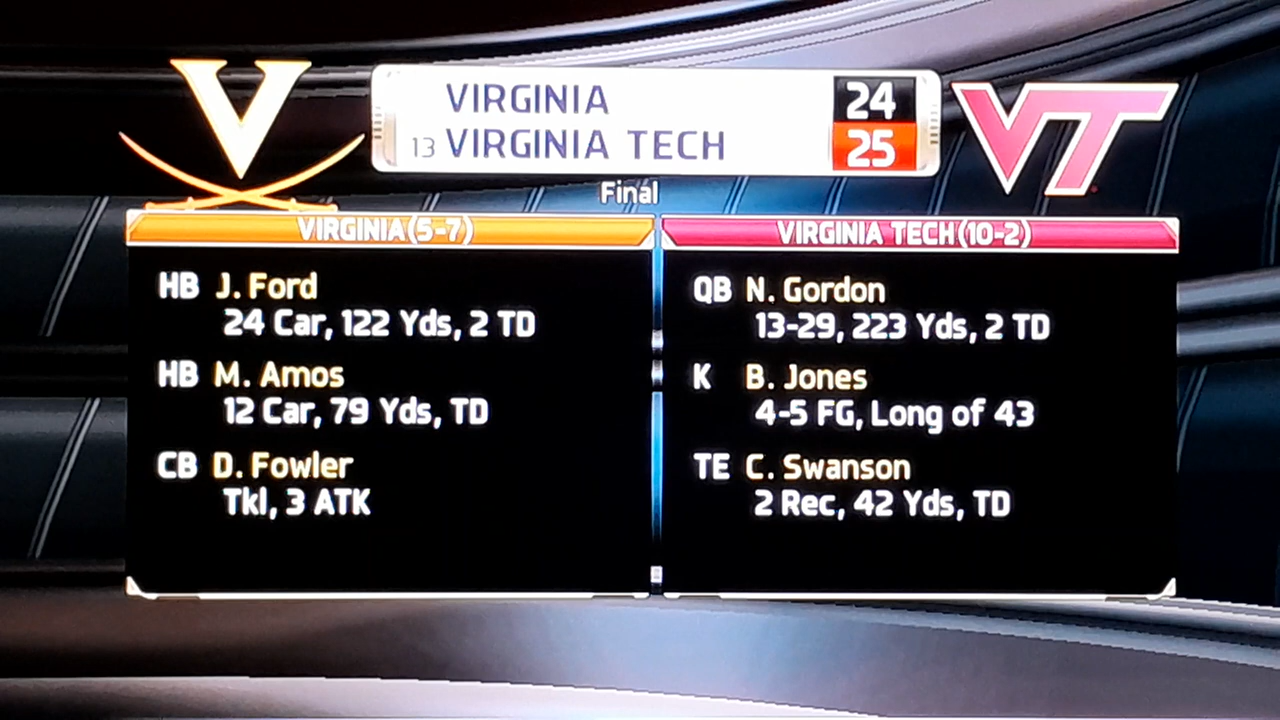 VIRGINIA 24
13 VIRGINIA TECH 25
Final
VIRGINIA (5-7)
HB J. Ford
24 Car, 122 Yds, 2 TD
HB M. Amos
12 Car, 79 Yds, TD
CB D. Fowler
Tkl, 3 ATK
VIRGINIA TECH (10-2)
QB N. Gordon
13-29, 223 Yds, 2 TD
K B. Jones
4-5 FG, Long of 43
TE C. Swanson
2 Rec, 42 Yds, TD
V
VT